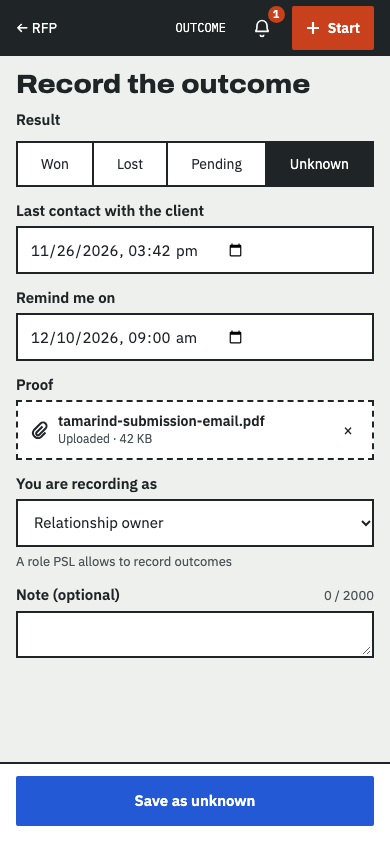 ← RFP
OUTCOME
1
+ Start
Record the outcome
Result
Won
Lost
Pending
Unknown
Last contact with the client
11/26/2026, 03:42 pm
Remind me on
12/10/2026, 09:00 am
Proof
tamarind-submission-email.pdf
Uploaded · 42 KB
×
You are recording as
Relationship owner
A role PSL allows to record outcomes
Note (optional)
0 / 2000
Save as unknown